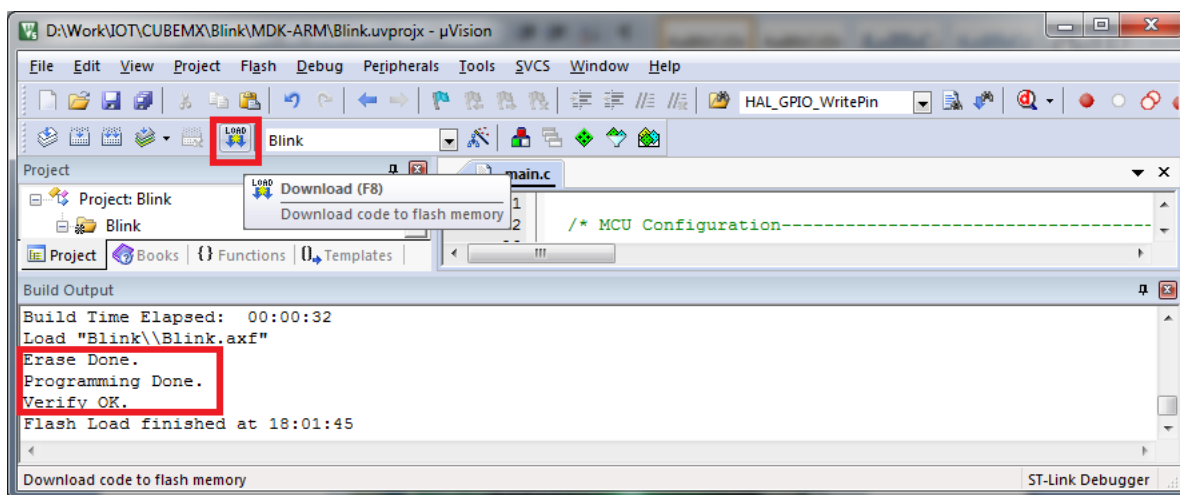 D:\Work\IOT\CUBEMX\Blink\MDK-ARM\Blink.uvprojx - µVision
File Edit View Project Flash Debug Peripherals Tools SVCS Window Help
HAL_GPIO_WritePin
LOAD Blink
Project
main.c
LOAD Download (F8)
Project: Blink
1
Download code to flash memory
Blink
2 /* MCU Configuration-----------------------------------
Project Books {} Functions 0 Templates
Build Output
Build Time Elapsed: 00:00:32
Load "Blink\\Blink.axf"
Erase Done.
Programming Done.
Verify OK.
Flash Load finished at 18:01:45
Download code to flash memory ST-Link Debugger